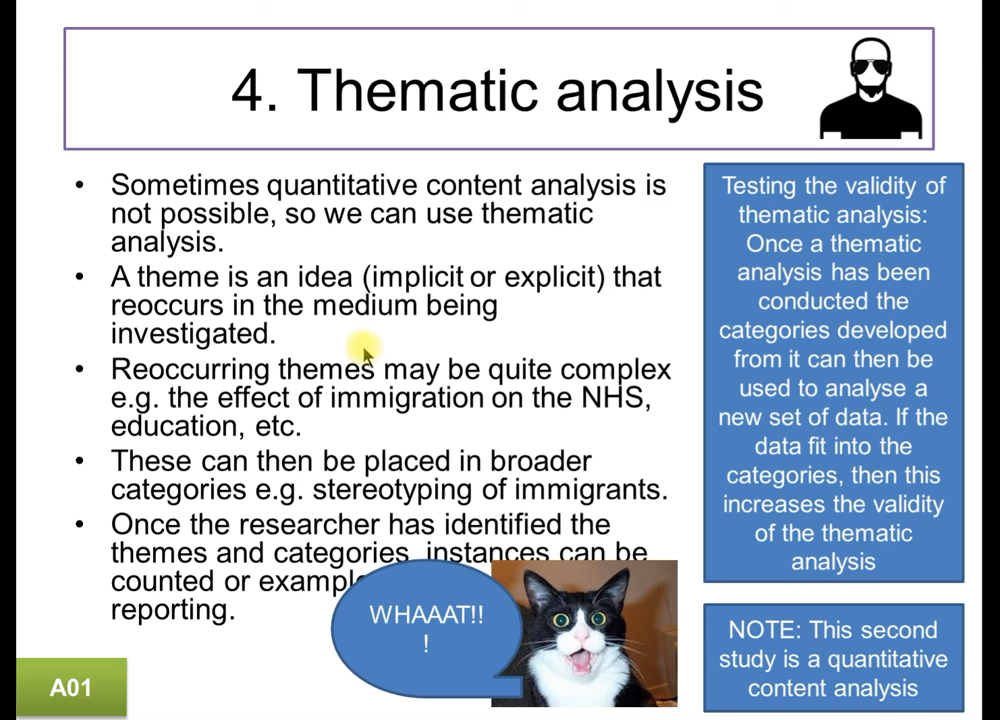 4. Thematic analysis
• Sometimes quantitative content analysis is
not possible, so we can use thematic
analysis.
• A theme is an idea (implicit or explicit) that
reoccurs in the medium being
investigated.
• Reoccurring themes may be quite complex
e.g. the effect of immigration on the NHS,
education, etc.
• These can then be placed in broader
categories e.g. stereotyping of immigrants.
• Once the researcher has identified the
themes and categories, instances can be
counted or
reporting.
WHAAAT!!
!
A01
Testing the validity of
thematic analysis:
Once a thematic
analysis has been
conducted the
categories developed
from it can then be
used to analyse a
new set of data. If the
data fit into the
categories, then this
increases the validity
of the thematic
analysis
NOTE: This second
study is a quantitative
content analysis